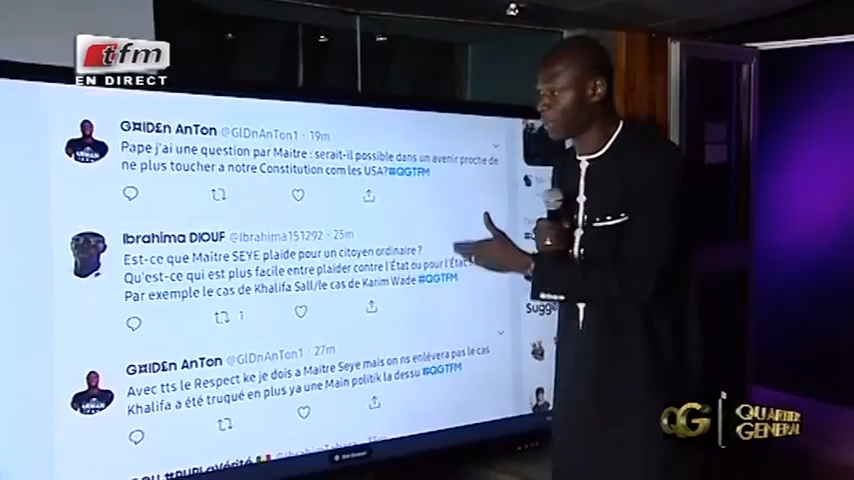 tfm
EN DIRECT
G¤ID£n AnTon @GIDnAnTon1 · 19m
Pape j'ai une question par Maitre : serait-il possible dans un avenir proche de
ne plus toucher a notre Constitution com les USA?#QGTFM
Ibrahima DIOUF @Ibrahima151292 · 25m
Est-ce que Maître SEYE plaide pour un citoyen ordinaire ?
Qu'est-ce qui est plus facile entre plaider contre l'État ou pour l'État
Par exemple le cas de Khalifa Sall/le cas de Karim Wade #QGTFM
1
G¤ID£n AnTon @GIDnAnTon1 · 27m
Avec tts le Respect ke je dois a Maitre Seye mais on ns enlèvera pas le cas
Khalifa a été truqué en plus ya une Main politik la dessu #QGTFM
Sugge
QG QUARTIER
GENERAL